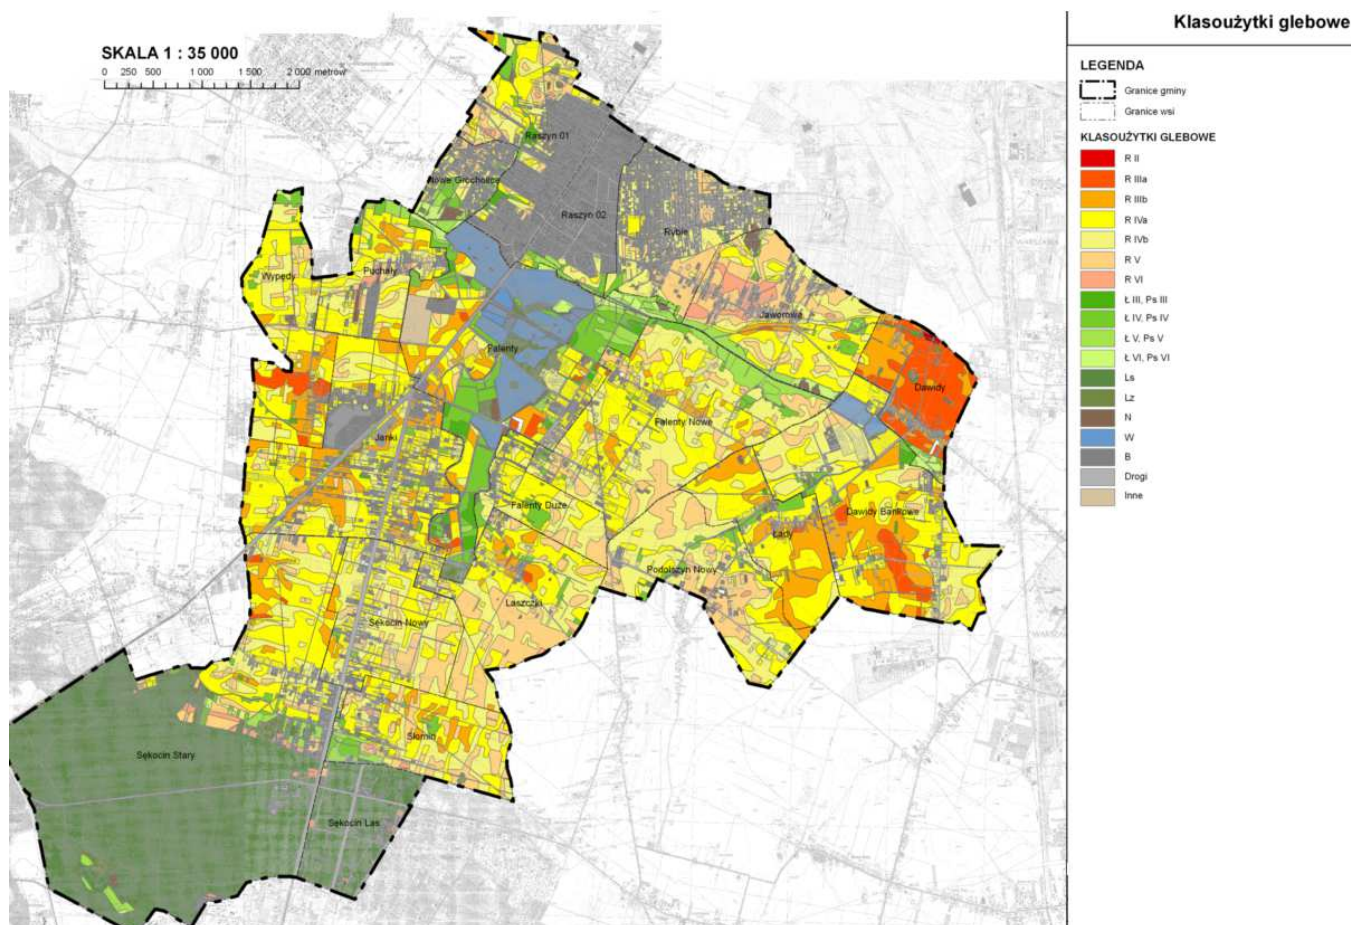 Klasoużytki glebowe
SKALA 1 : 35 000
0 250 500 1 000 1 500 2 000 metrów
LEGENDA
Granice gminy
Granice wsi
KLASOUŻYTKI GLEBOWE
R II
R IIIa
R IIIb
R IVa
R IVb
R V
R VI
Ł III, Ps III
Ł IV, Ps IV
Ł V, Ps V
Ł VI, Ps VI
Ls
Lz
N
W
B
Drogi
Inne
Raszyn 01
Nowe Grocholice
Raszyn 02
Rybie
Wypędy
Puchały
Jaworowa
Falenty
Dawidy
Falenty Nowe
Janki
Falenty Duże
Dawidy Bankowe
Łady
Podolszyn Nowy
Laszczki
Sękocin Nowy
Słomin
Sękocin Stary
Sękocin Las